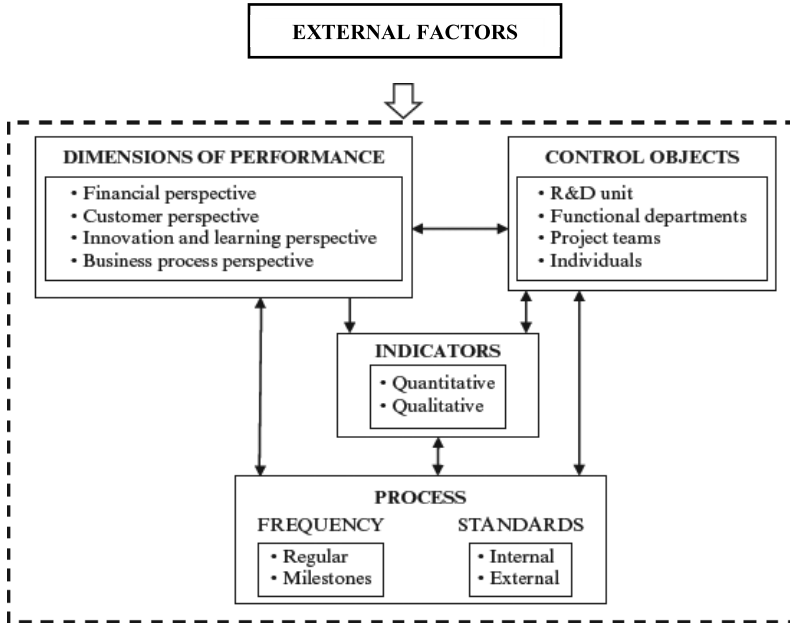 EXTERNAL FACTORS
DIMENSIONS OF PERFORMANCE
• Financial perspective
• Customer perspective
• Innovation and learning perspective
• Business process perspective
CONTROL OBJECTS
• R&D unit
• Functional departments
• Project teams
• Individuals
INDICATORS
• Quantitative
• Qualitative
PROCESS
FREQUENCY
• Regular
• Milestones
STANDARDS
• Internal
• External